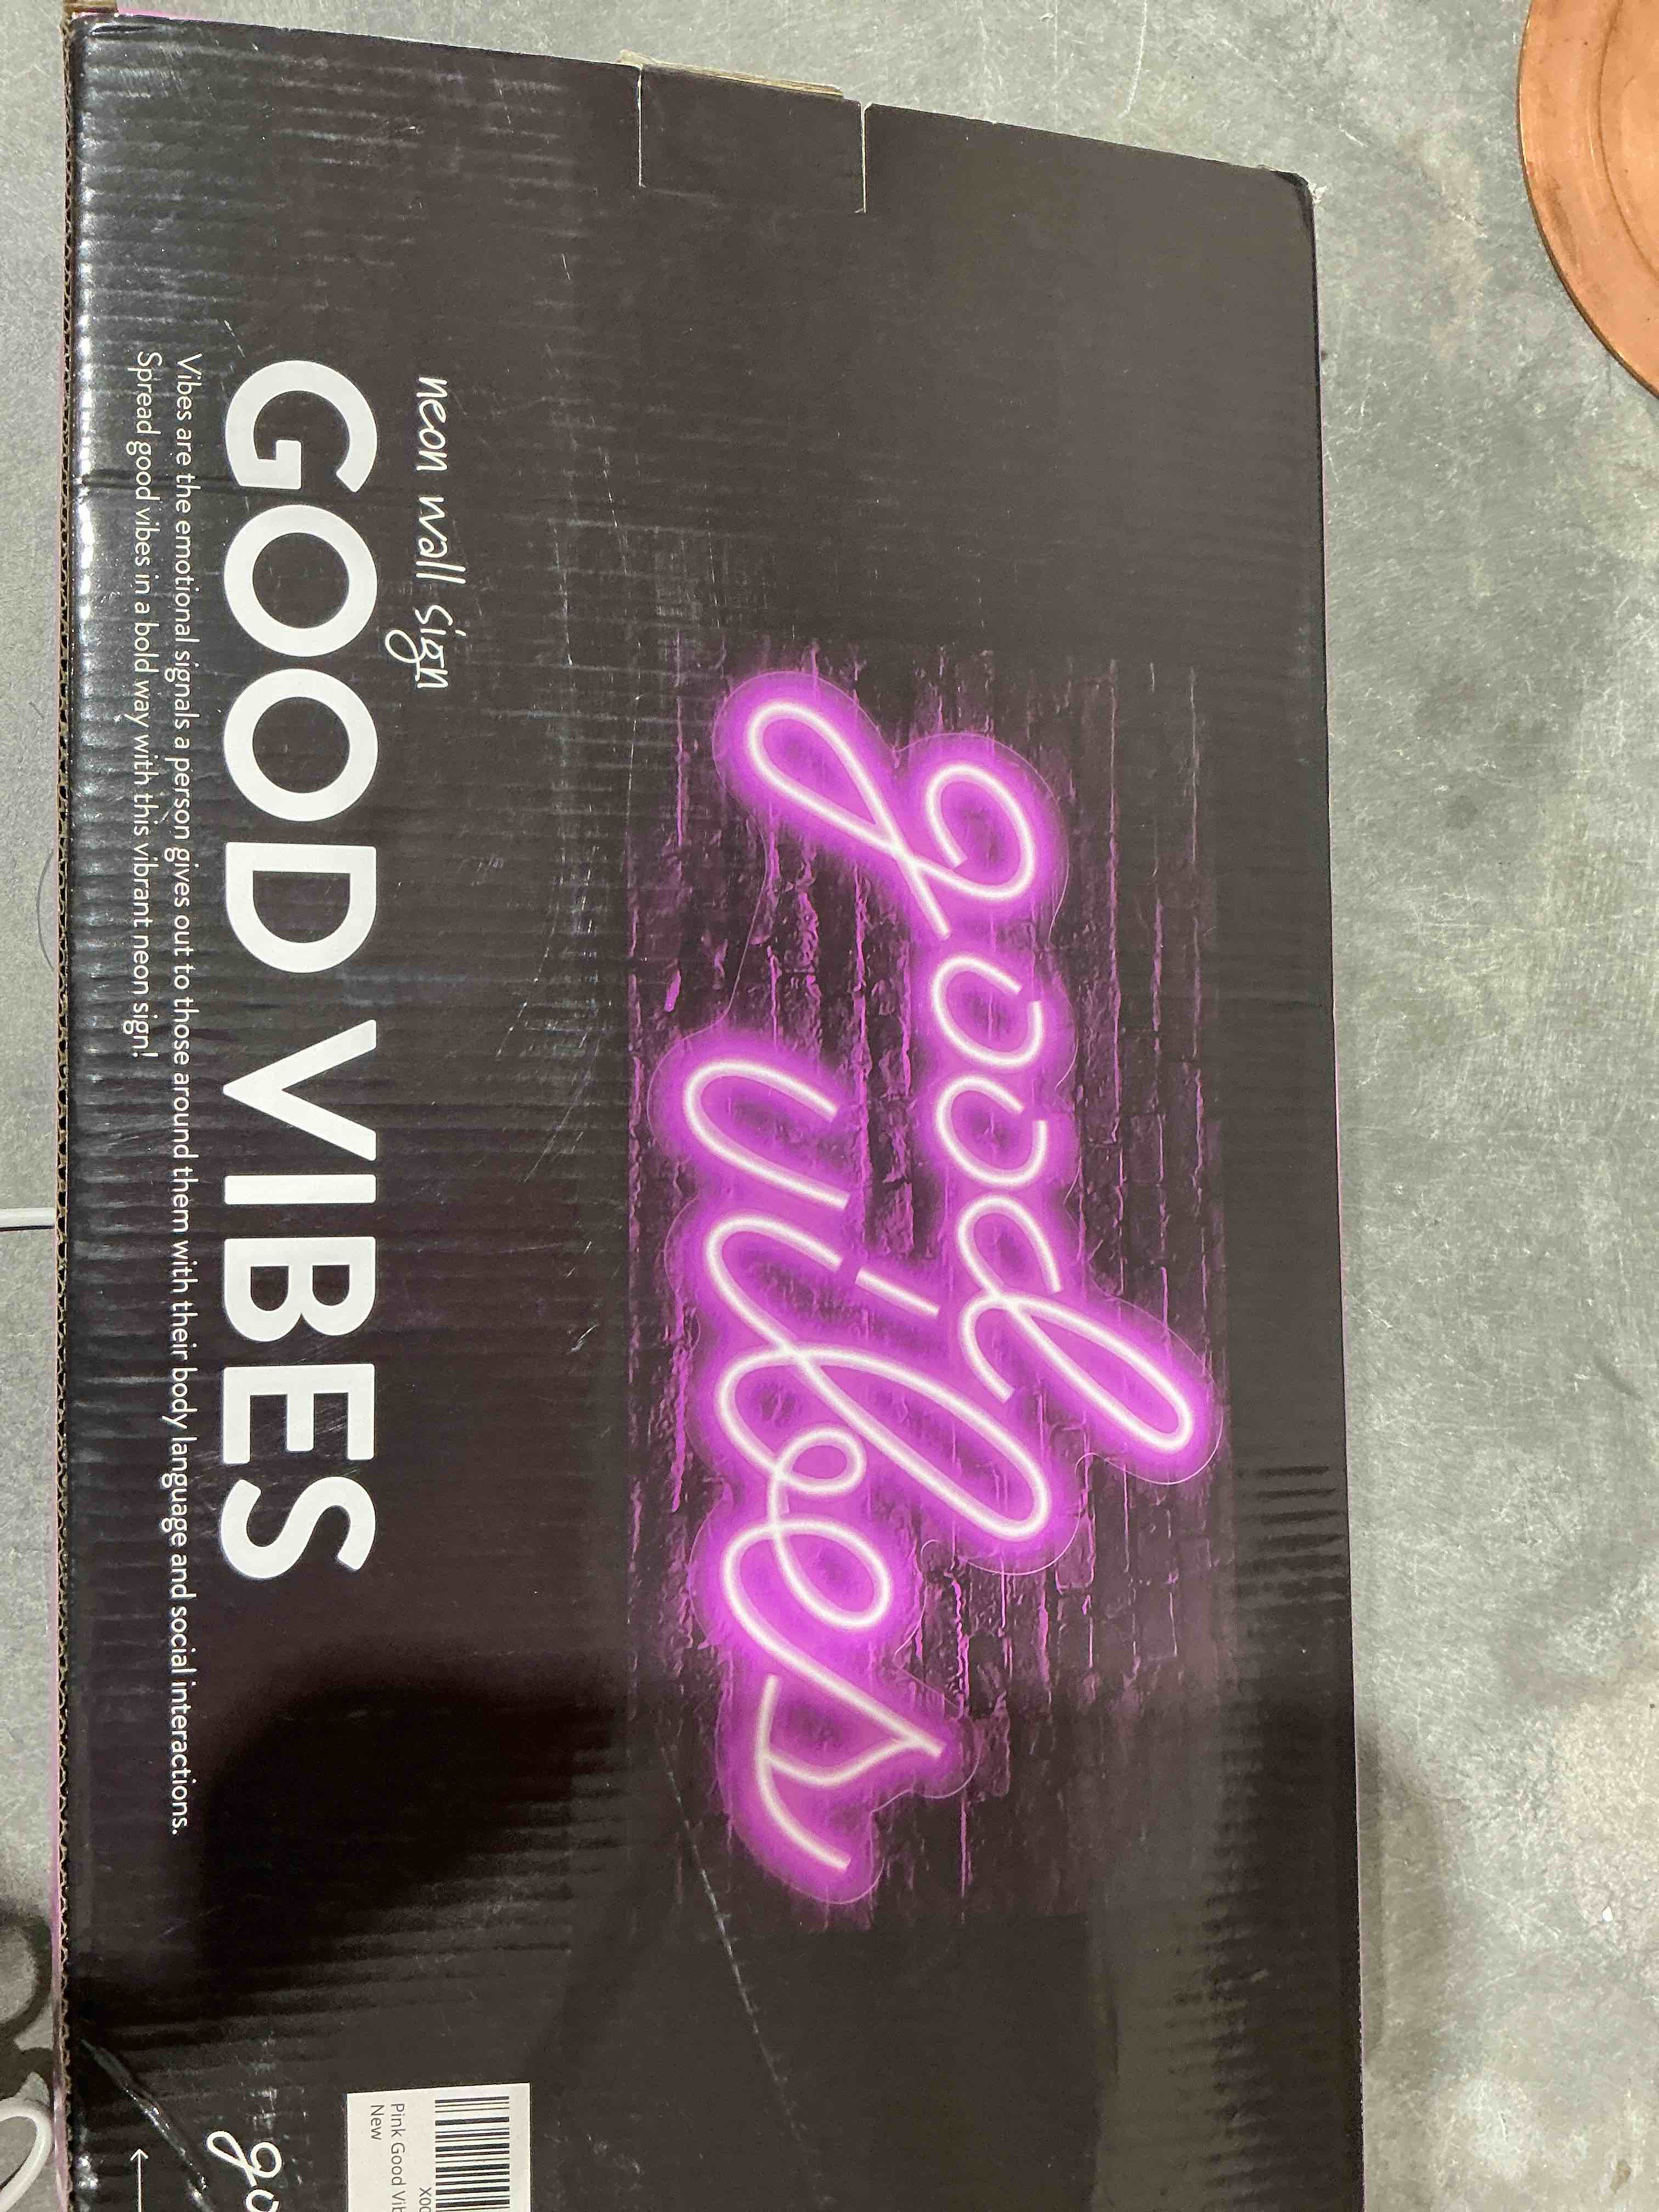 good
vibes
neon wall sign
GOOD VIBES
Vibes are the emotional signals a person gives out to those around them with their body language and social interactions.
Spread good vibes in a bold way with this vibrant neon sign!
Pink Good Vib
New
go